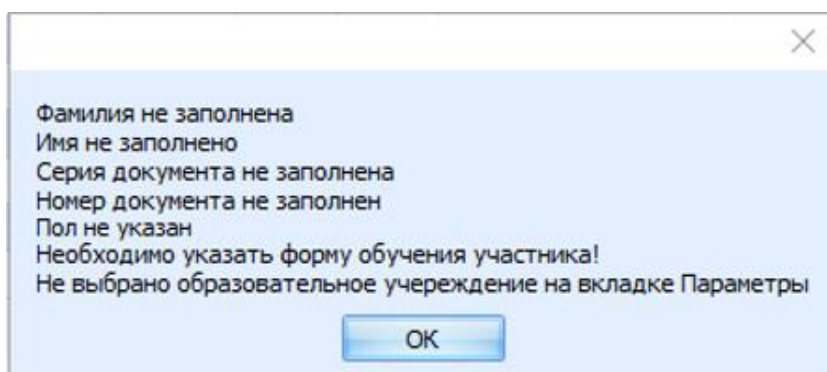 Фамилия не заполнена
Имя не заполнено
Серия документа не заполнена
Номер документа не заполнен
Пол не указан
Необходимо указать форму обучения участника!
Не выбрано образовательное учереждение на вкладке Параметры
ОК